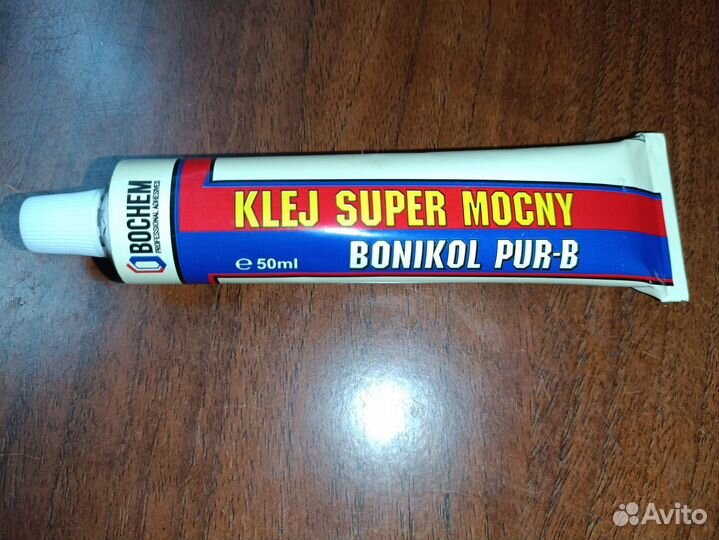 BOCHEM
PROFESSIONAL ADHESIVES
KLEJ SUPER MOCNY
BONIKOL PUR-B
℮ 50ml
Avito